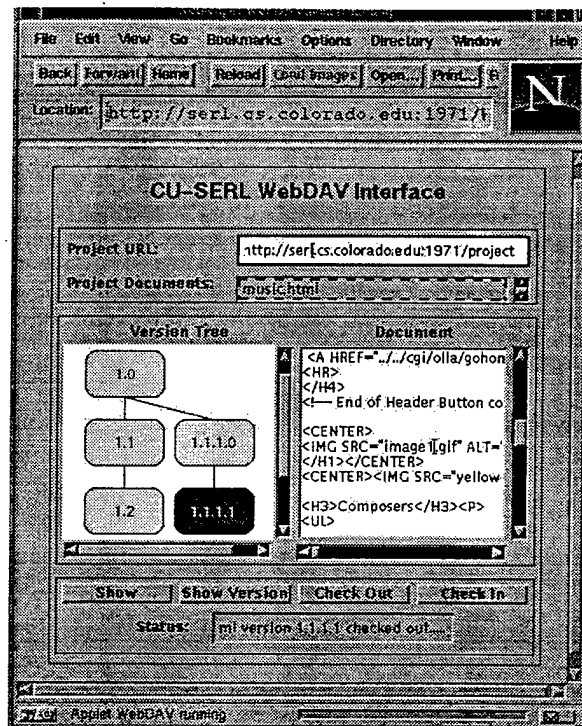 File Edit View Go Bookmarks Options Directory Window Help
Back Forward Home Reload Load Images Open... Print...
N
Location: http://serl.cs.colorado.edu:1971/
CU-SERL WebDAV Interface
Project URL: http://serl.cs.colorado.edu:1971/project
Project Documents: music.html
Version Tree Document
1.0
1.1 1.1.1.0
1.2 1.1.1.1
<A HREF="../../cgi/olla/gohon
<HR>
</H4>
<!-- End of Header Button co
<CENTER>
<IMG SRC="image1.gif" ALT="
</H1></CENTER>
<CENTER><IMG SRC="yellow
<H3>Composers</H3><P>
<UL>
Show Show Version Check Out Check In
Status: ml version 1.1.1.1 checked out....
Applet WebDAV running